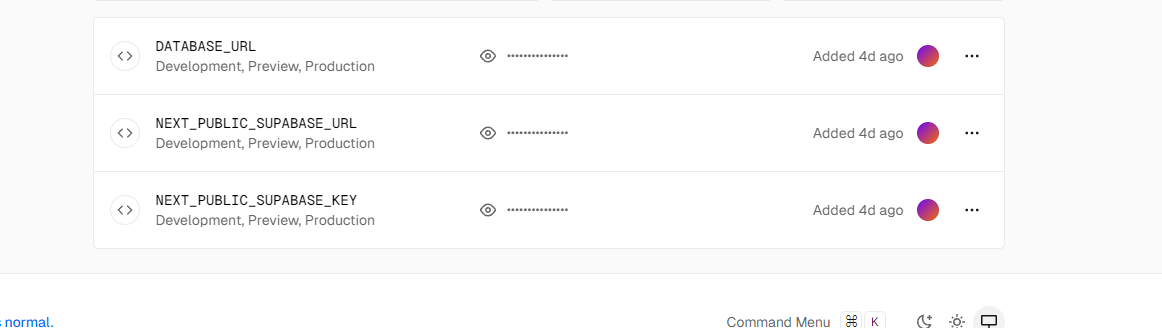 DATABASE_URL
Development, Preview, Production
•••••••••••••••
Added 4d ago
NEXT_PUBLIC_SUPABASE_URL
Development, Preview, Production
•••••••••••••••
Added 4d ago
NEXT_PUBLIC_SUPABASE_KEY
Development, Preview, Production
•••••••••••••••
Added 4d ago
normal.
Command Menu ⌘ K